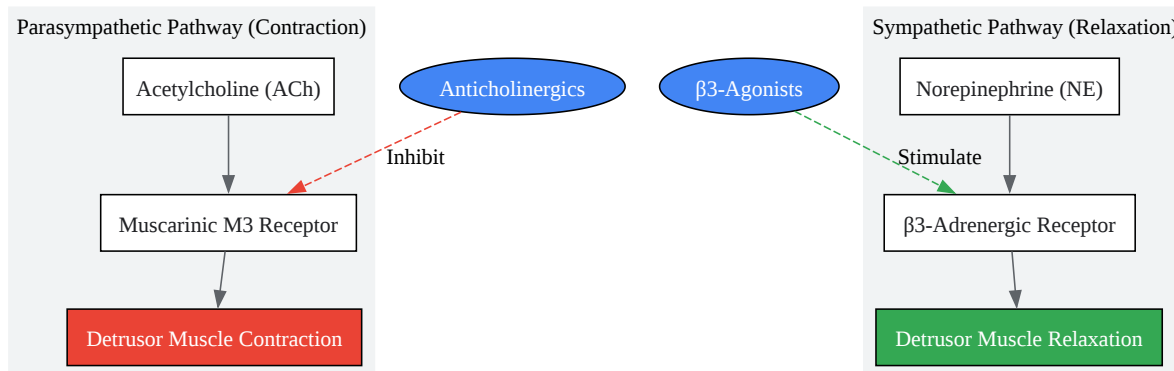 Parasympathetic Pathway (Contraction)
Sympathetic Pathway (Relaxation)
Acetylcholine (ACh)
Anticholinergics
β3-Agonists
Norepinephrine (NE)
Inhibit
Stimulate
Muscarinic M3 Receptor
β3-Adrenergic Receptor
Detrusor Muscle Contraction
Detrusor Muscle Relaxation